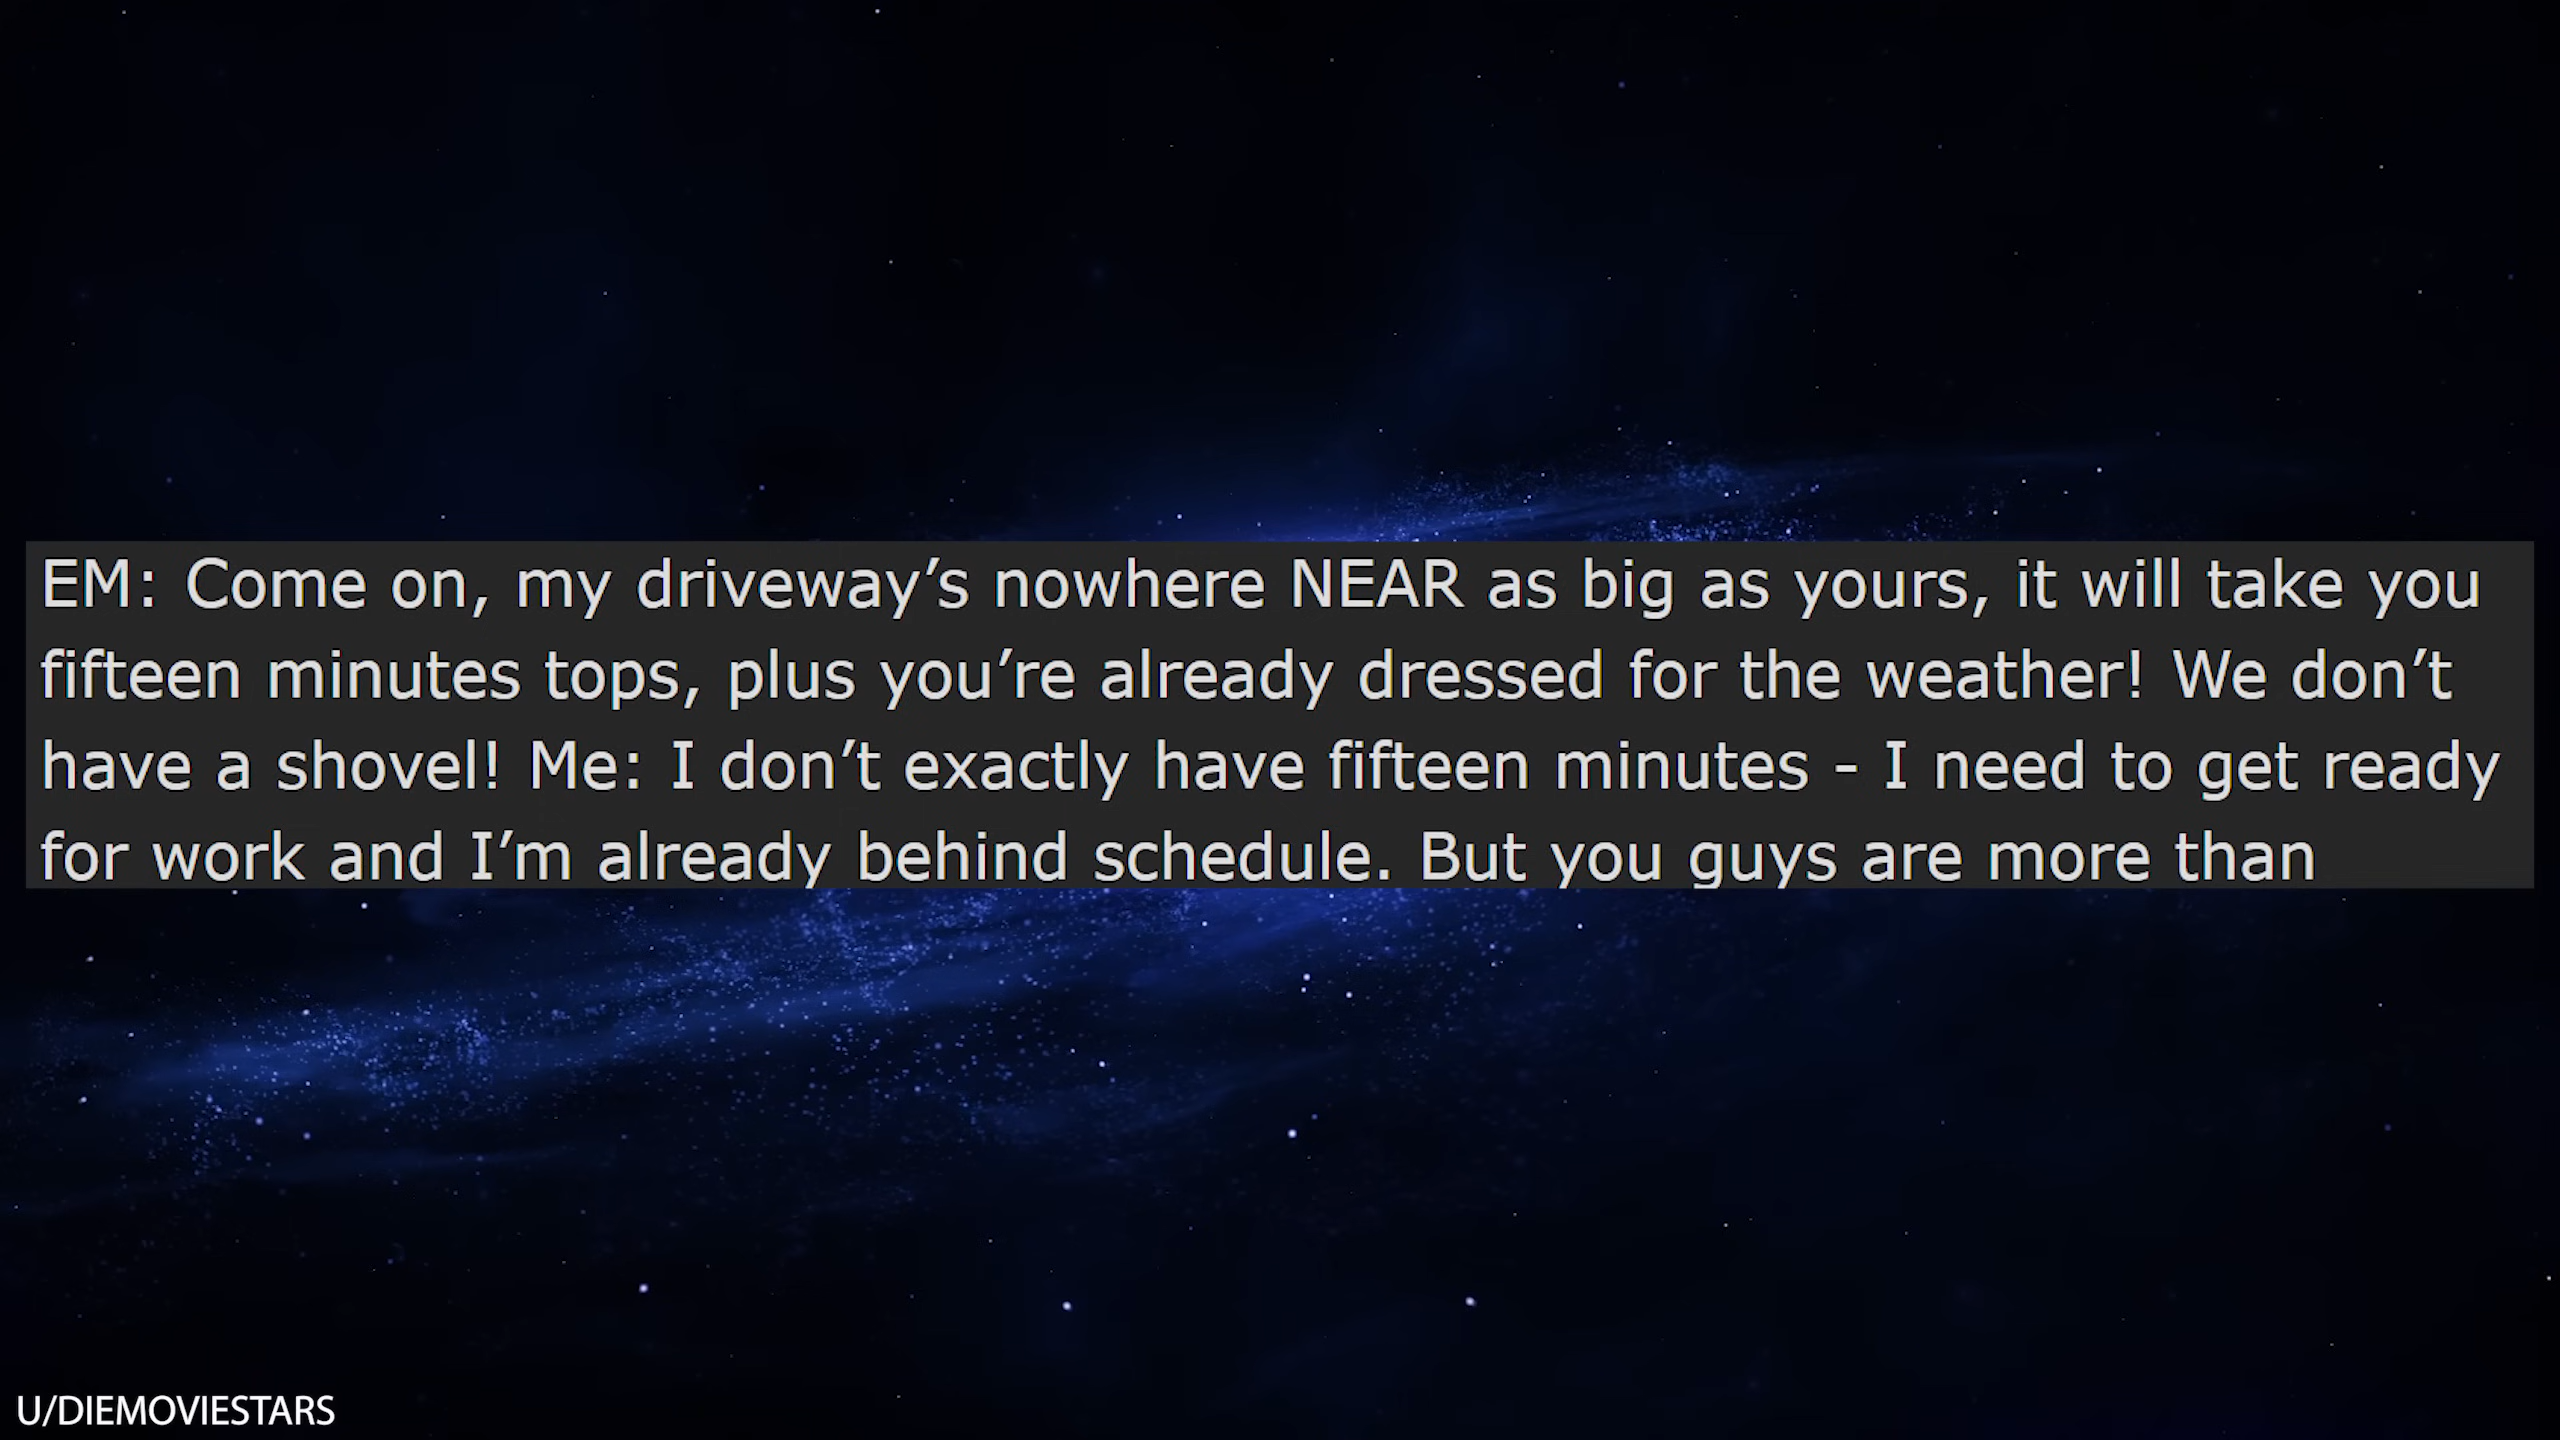 EM: Come on, my driveway’s nowhere NEAR as big as yours, it will take you
fifteen minutes tops, plus you’re already dressed for the weather! We don’t
have a shovel! Me: I don’t exactly have fifteen minutes - I need to get ready
for work and I’m already behind schedule. But you guys are more than
U/DIEMOVIESTARS